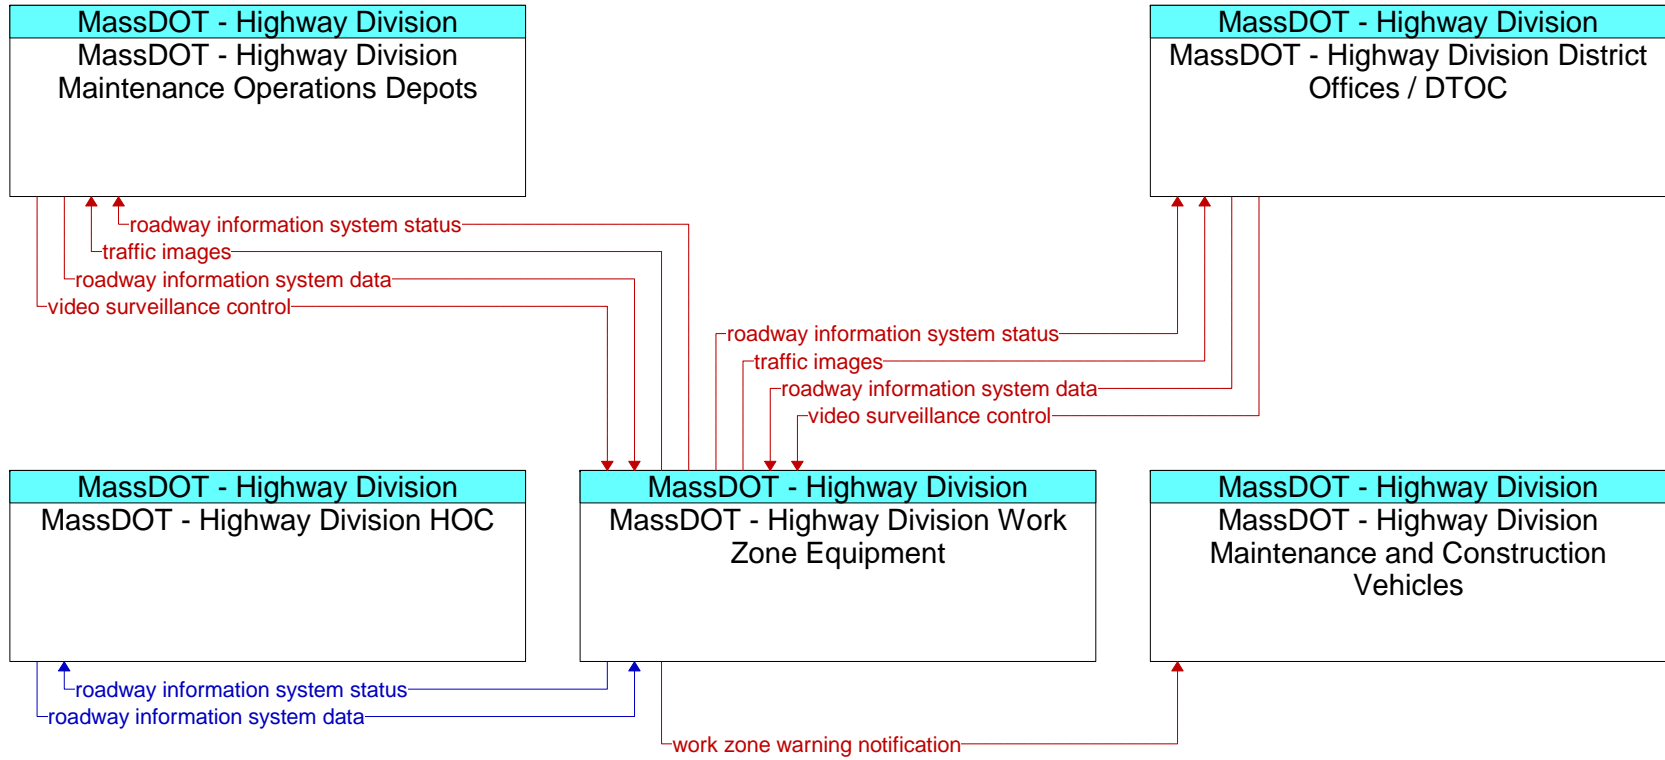 MassDOT - Highway Division
MassDOT - Highway Division
Maintenance Operations Depots
MassDOT - Highway Division
MassDOT - Highway Division District
Offices / DTOC
roadway information system status
traffic images
roadway information system data
video surveillance control
roadway information system status
traffic images
roadway information system data
video surveillance control
MassDOT - Highway Division
MassDOT - Highway Division HOC
MassDOT - Highway Division
MassDOT - Highway Division Work
Zone Equipment
MassDOT - Highway Division
MassDOT - Highway Division
Maintenance and Construction
Vehicles
roadway information system status
roadway information system data
work zone warning notification